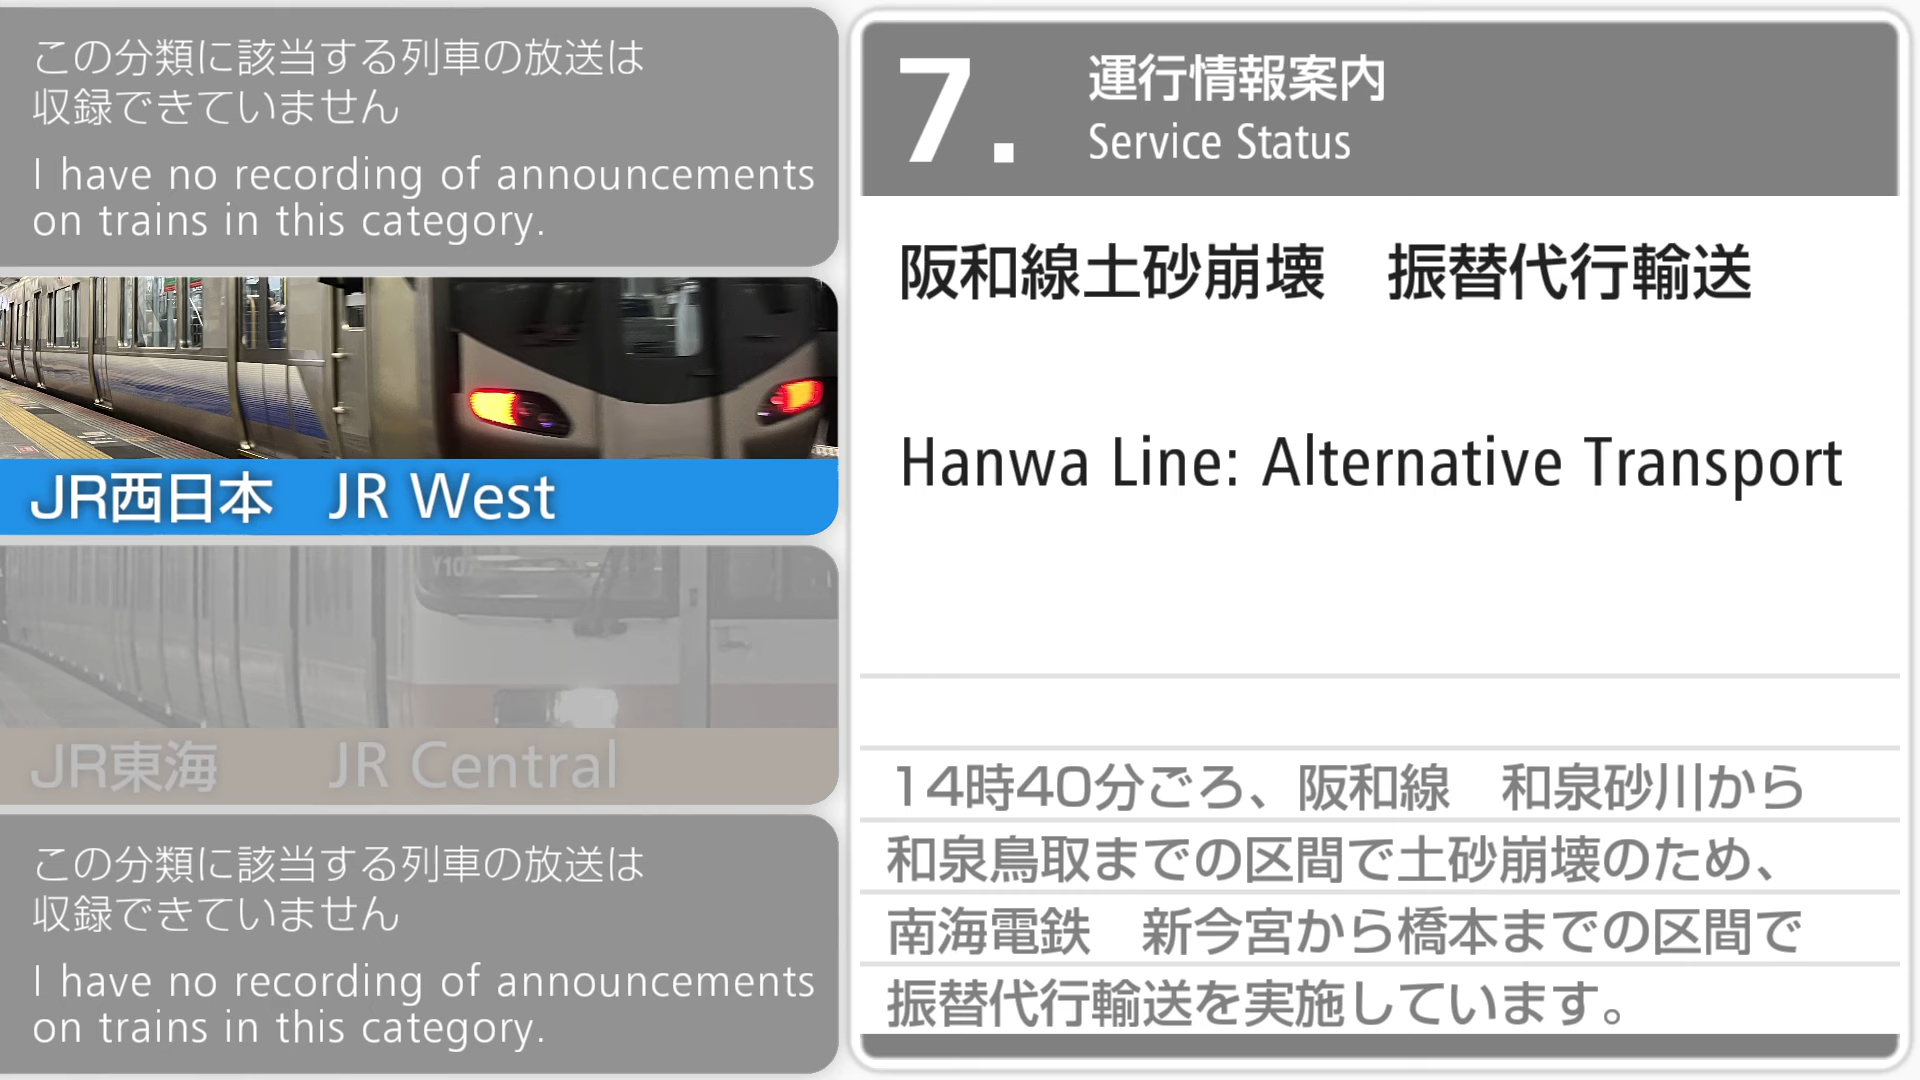 この分類に該当する列車の放送は
収録できていません
I have no recording of announcements
on trains in this category.
JR西日本 JR West
Y107
JR東海 JR Central
この分類に該当する列車の放送は
収録できていません
I have no recording of announcements
on trains in this category.
7. 運行情報案内
Service Status
阪和線土砂崩壊 振替代行輸送
Hanwa Line: Alternative Transport
14時40分ごろ、阪和線 和泉砂川から
和泉鳥取までの区間で土砂崩壊のため、
南海電鉄 新今宮から橋本までの区間で
振替代行輸送を実施しています。